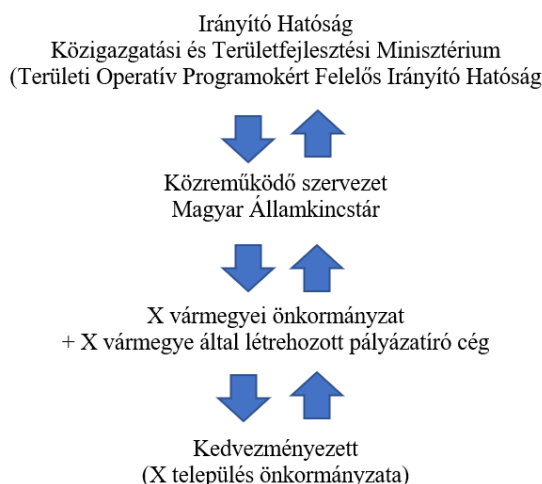 Irányító Hatóság
Közigazgatási és Területfejlesztési Minisztérium
(Területi Operatív Programokért Felelős Irányító Hatóság
Közreműködő szervezet
Magyar Államkincstár
X vármegyei önkormányzat
+ X vármegye által létrehozott pályázatíró cég
Kedvezményezett
(X település önkormányzata)